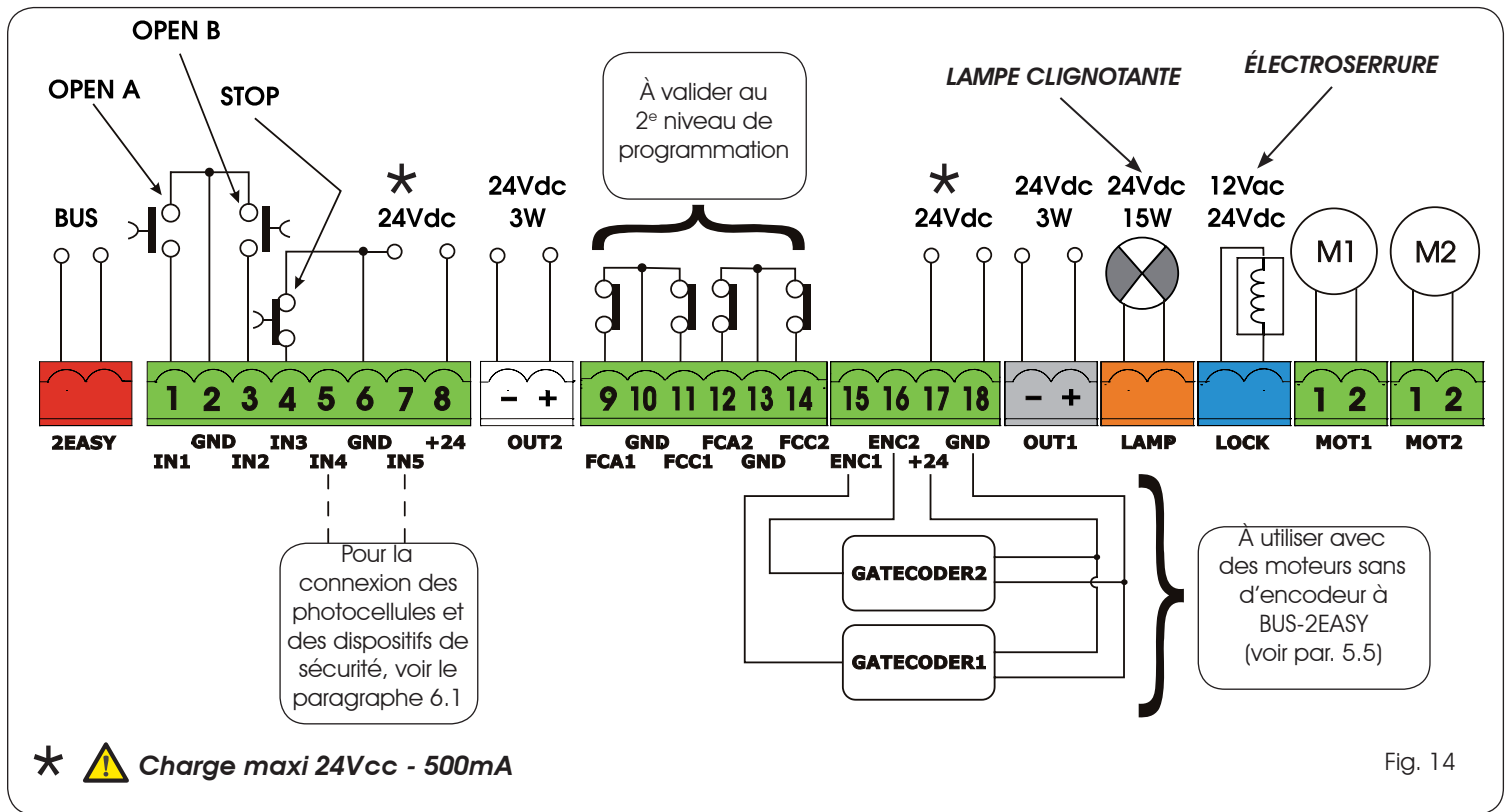 OPEN B
OPEN A
STOP
À valider au
2e niveau de
programmation
LAMPE CLIGNOTANTE
ÉLECTROSERRURE
BUS
*
24Vdc
24Vdc
3W
*
24Vdc
24Vdc
3W
24Vdc
15W
12Vac
24Vdc
M1
M2
1 2 3 4 5 6 7 8
- +
9 10 11 12 13 14
15 16 17 18
- +
1 2
1 2
2EASY
IN1
GND
IN2
IN3
IN4
GND
IN5
+24
OUT2
FCA1
GND
FCC1
FCA2
GND
FCC2
ENC1
ENC2
+24
GND
OUT1
LAMP
LOCK
MOT1
MOT2
Pour la
connexion des
photocellules et
des dispositifs de
sécurité, voir le
paragraphe 6.1
GATECODER2
GATECODER1
À utiliser avec
des moteurs sans
d'encodeur à
BUS-2EASY
(voir par. 5.5)
* Charge maxi 24Vcc - 500mA
Fig. 14